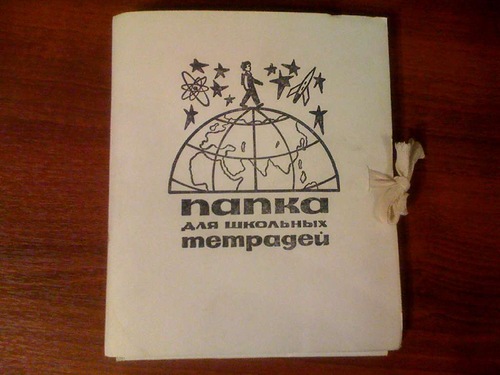 папка
для школьных
тетрадей